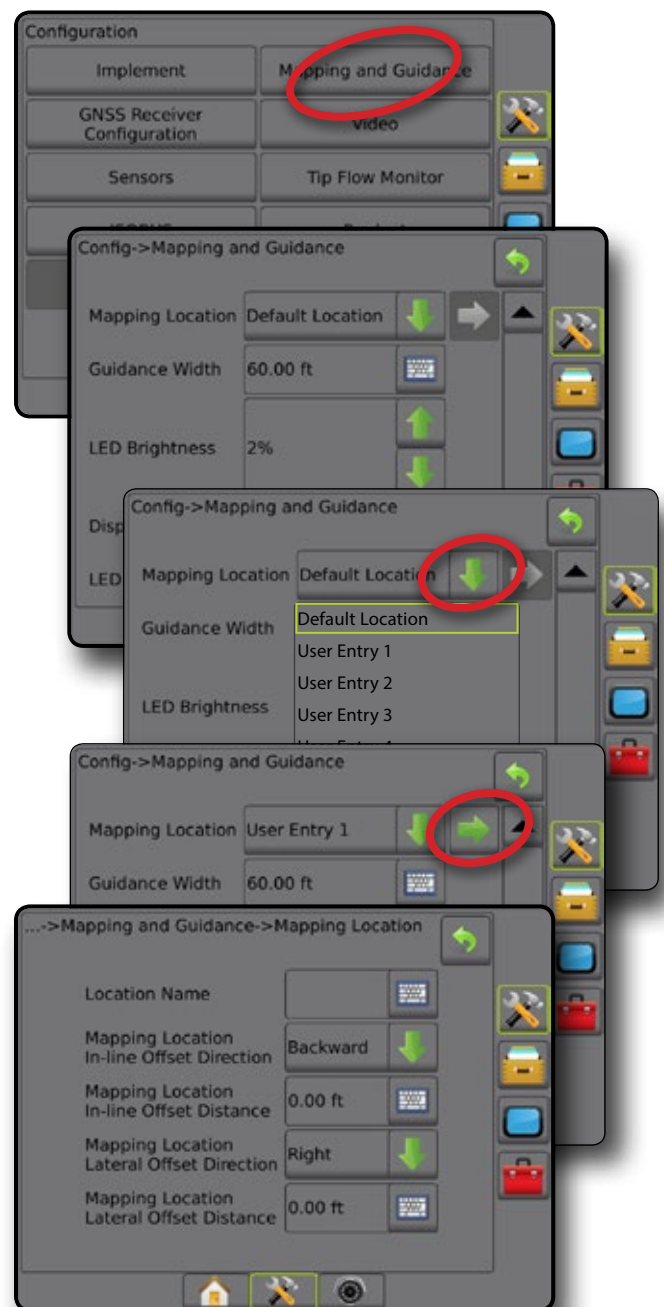 Configuration
Implement
Mapping and Guidance
GNSS Receiver
Configuration
Video
Sensors
Tip Flow Monitor
Config->Mapping and Guidance
Mapping Location
Default Location
Guidance Width
60.00 ft
LED Brightness
2%
Disp
LED
Config->Mapping and Guidance
Mapping Location
Default Location
Guidance Width
Default Location
User Entry 1
User Entry 2
LED Brightness
User Entry 3
Config->Mapping and Guidance
Mapping Location
User Entry 1
Guidance Width
60.00 ft
...->Mapping and Guidance->Mapping Location
Location Name
Mapping Location
In-line Offset Direction
Backward
Mapping Location
In-line Offset Distance
0.00 ft
Mapping Location
Lateral Offset Direction
Right
Mapping Location
Lateral Offset Distance
0.00 ft